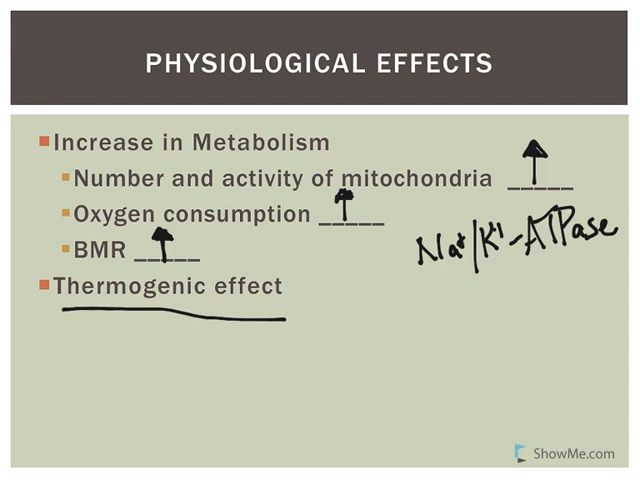 PHYSIOLOGICAL EFFECTS
Increase in Metabolism
Number and activity of mitochondria _____
Oxygen consumption _____
BMR _____
Na+/K+-ATPase
Thermogenic effect
ShowMe.com